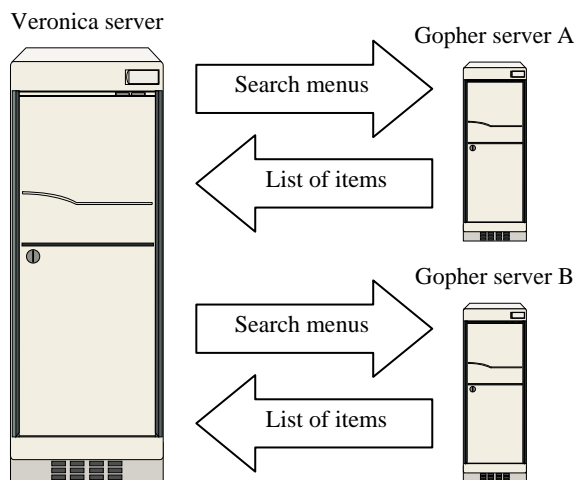 Veronica server
Gopher server A
Search menus
List of items
Gopher server B
Search menus
List of items